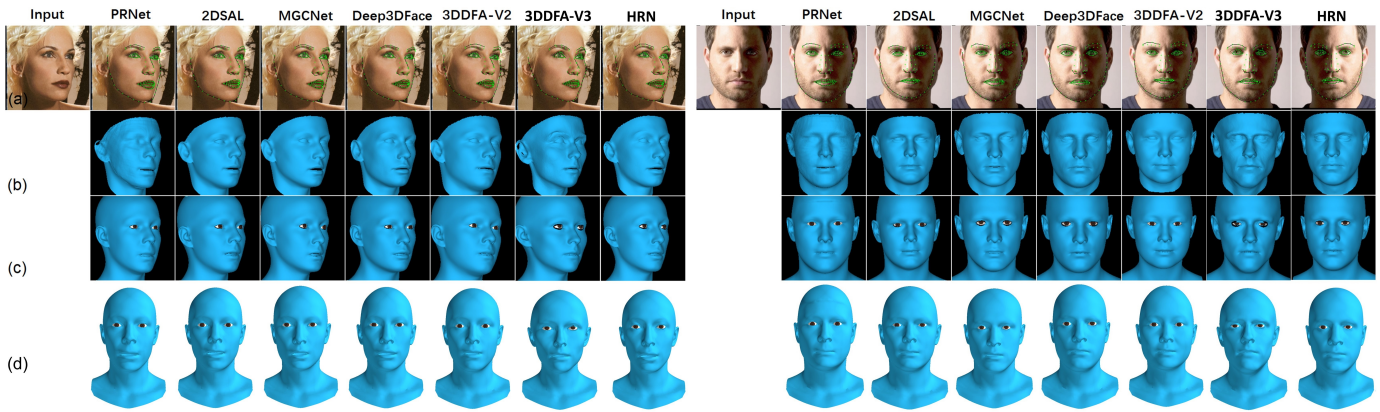 Input PRNet 2DSAL MGCNet Deep3DFace 3DDFA-V2 3DDFA-V3 HRN Input PRNet 2DSAL MGCNet Deep3DFace 3DDFA-V2 3DDFA-V3 HRN
(a)
(b)
(c)
(d)